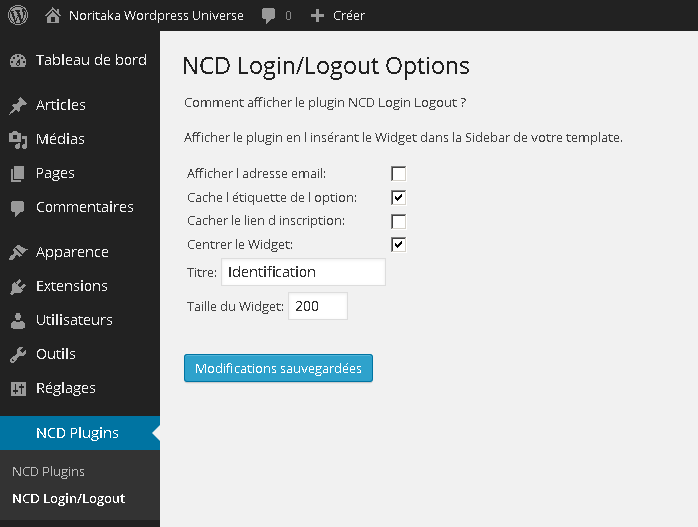 Noritaka Wordpress Universe 0 Créer
Tableau de bord
Articles
Médias
Pages
Commentaires
Apparence
Extensions
Utilisateurs
Outils
Réglages
NCD Plugins
NCD Plugins
NCD Login/Logout
NCD Login/Logout Options
Comment afficher le plugin NCD Login Logout ?
Afficher le plugin en l insérant le Widget dans la Sidebar de votre template.
Afficher l adresse email:
Cache l étiquette de l option:
Cacher le lien d inscription:
Centrer le Widget:
Titre: Identification
Taille du Widget: 200
Modifications sauvegardées